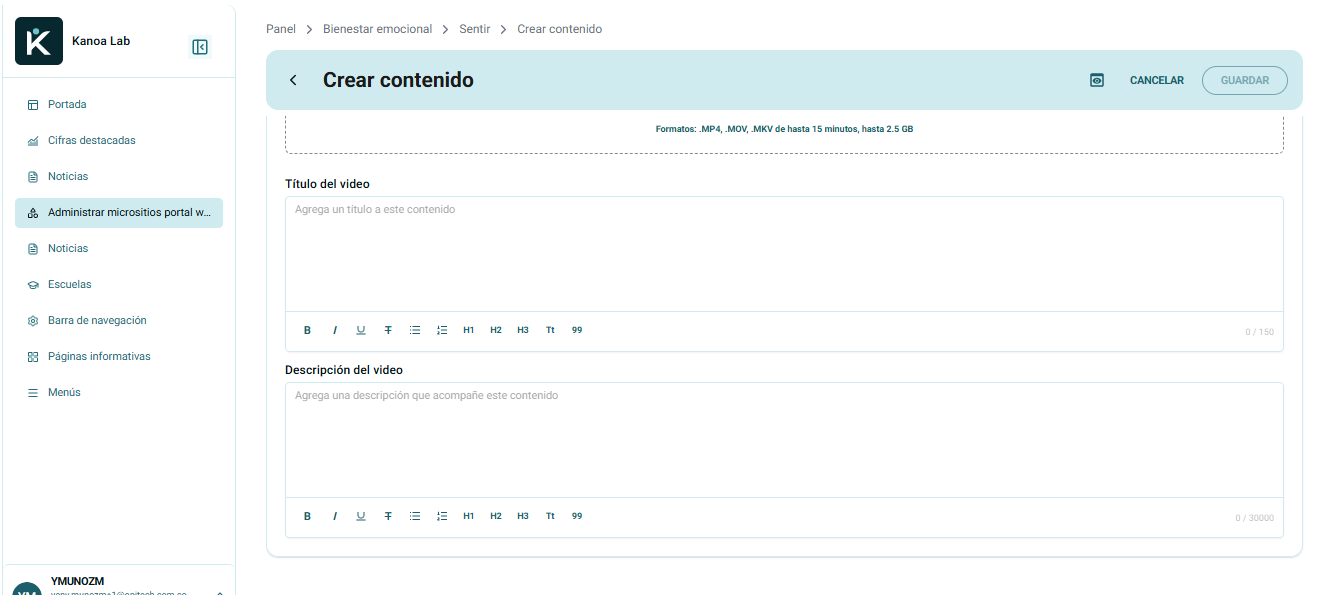 Kanoa Lab
Portada
Cifras destacadas
Noticias
Administrar micrositios portal w...
Noticias
Escuelas
Barra de navegación
Páginas informativas
Menús
YMUNOZM
Panel > Bienestar emocional > Sentir > Crear contenido
Crear contenido
CANCELAR
GUARDAR
Formatos: .MP4, .MOV, .MKV de hasta 15 minutos, hasta 2.5 GB
Título del video
Agrega un título a este contenido
B I U T H1 H2 H3 Tt 99
0 / 150
Descripción del video
Agrega una descripción que acompañe este contenido
B I U T H1 H2 H3 Tt 99
0 / 30000